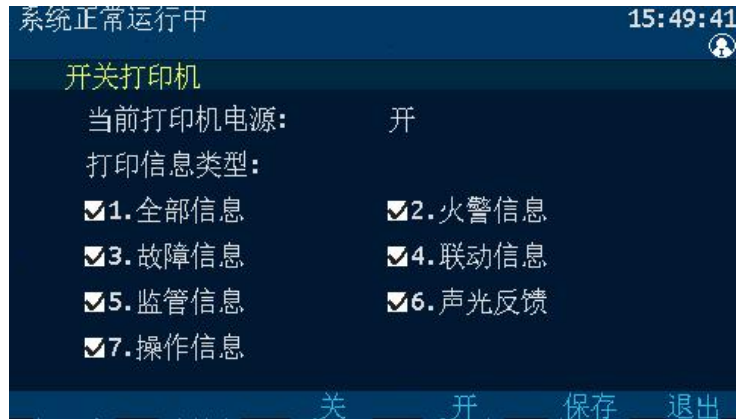 系统正常运行中 15:49:41
开关打印机
当前打印机电源: 开
打印信息类型:
1.全部信息 2.火警信息
3.故障信息 4.联动信息
5.监管信息 6.声光反馈
7.操作信息
关 开 保存 退出